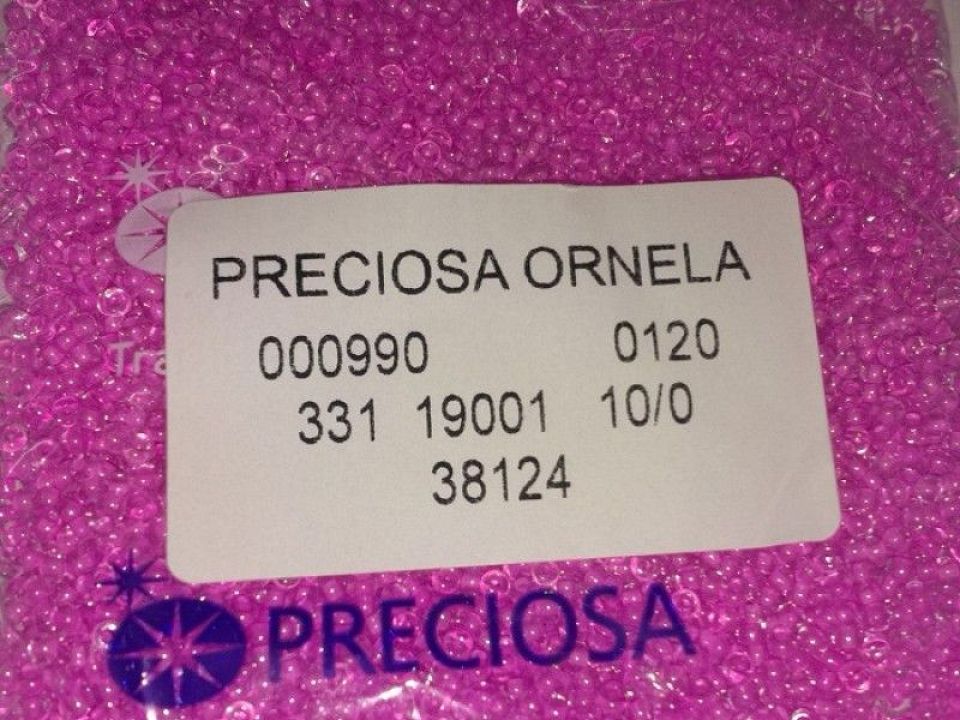 PRECIOSA ORNELA
000990 0120
331 19001 10/0
38124
PRECIOSA